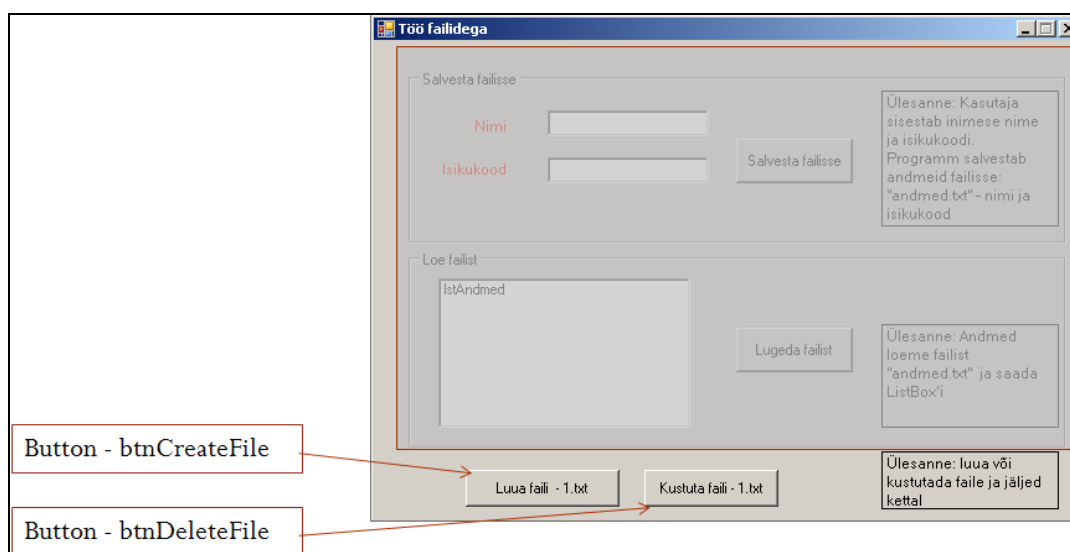 Töö failidega
Salvesta failisse
Nimi
Isikukood
Salvesta failisse
Ülesanne: Kasutaja
sisestab inimese nime
ja isikukoodi.
Programm salvestab
andmeid failisse:
"andmed.txt" - nimi ja
isikukood
Loe failist
lstAndmed
Lugeda failist
Ülesanne: Andmed
loeme failist
"andmed.txt" ja saada
ListBox'i
Button - btnCreateFile
Luua faili - 1.txt
Kustuta faili - 1.txt
Ülesanne: luua või
kustutada faile ja jäljed
kettal
Button - btnDeleteFile